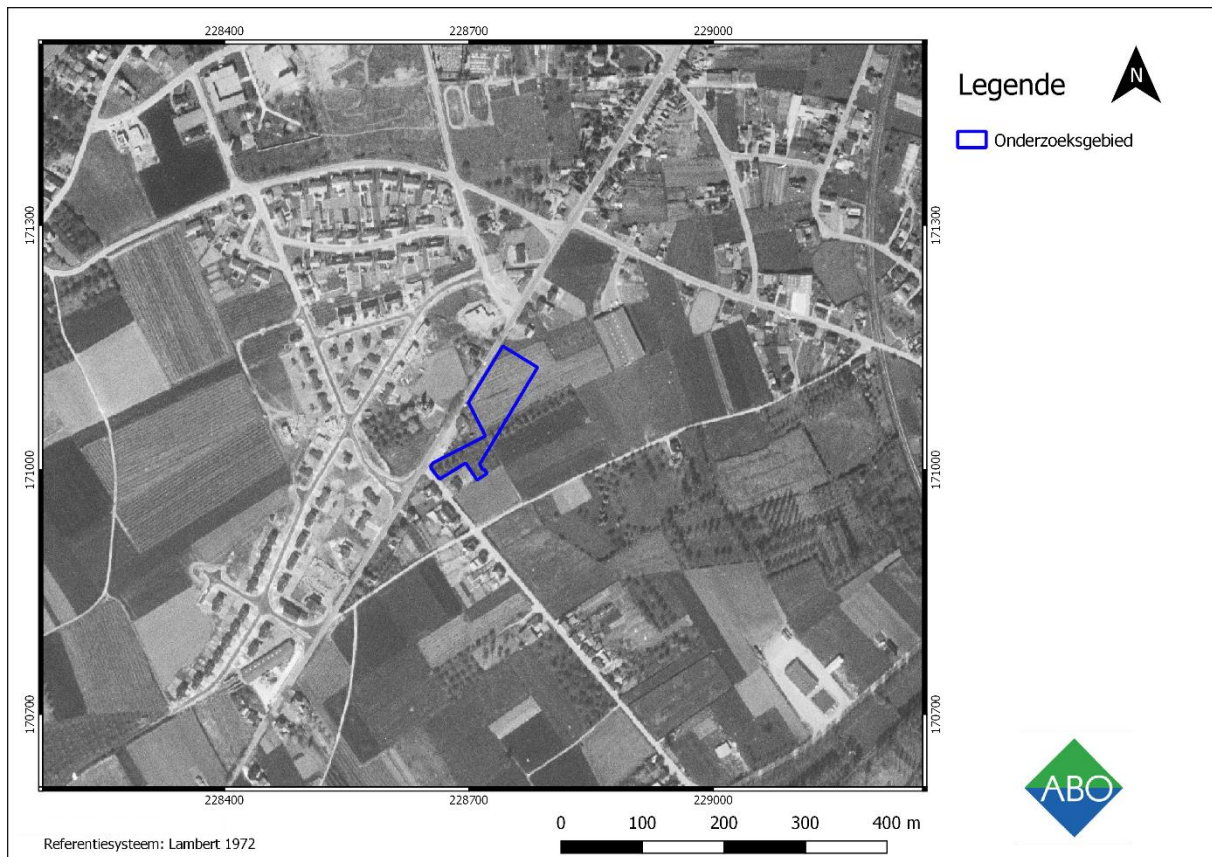 228400 228700 229000
Legende
N
Onderzoeksgebied
171300 171300
171000 171000
170700 170700
228400 228700 229000
ABO
0 100 200 300 400 m
Referentiesysteem: Lambert 1972